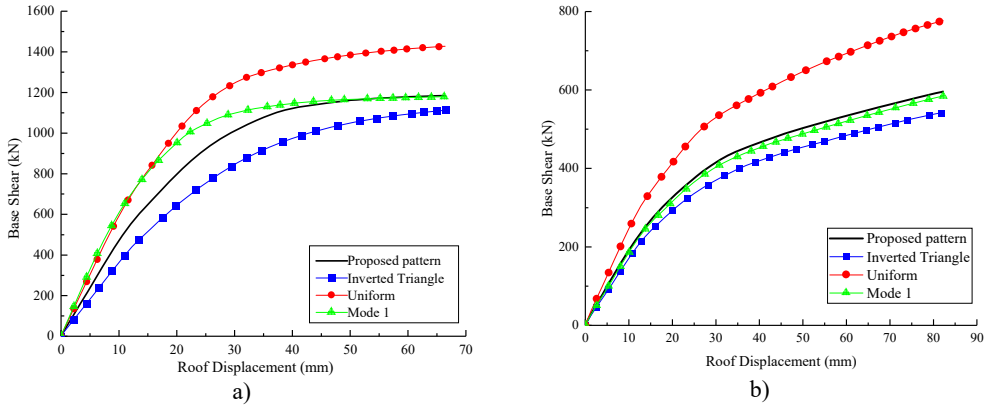 1600
1400
1200
1000
800
600
400
200
0
Base Shear (kN)
0 10 20 30 40 50 60 70
Roof Displacement (mm)
Proposed pattern
Inverted Triangle
Uniform
Mode 1
a)
800
600
400
200
0
Base Shear (kN)
0 10 20 30 40 50 60 70 80 90
Roof Displacement (mm)
Proposed pattern
Inverted Triangle
Uniform
Mode 1
b)